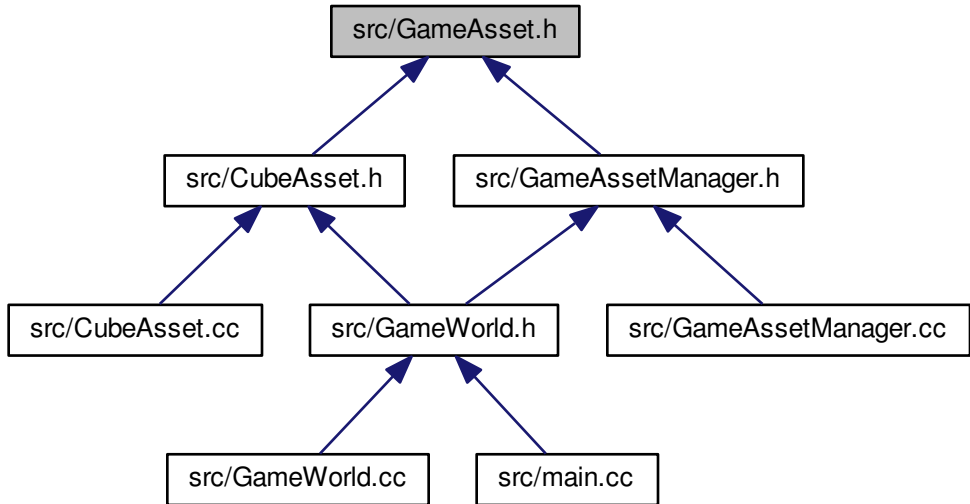 src/GameAsset.h
src/CubeAsset.h
src/GameAssetManager.h
src/CubeAsset.cc
src/GameWorld.h
src/GameAssetManager.cc
src/GameWorld.cc
src/main.cc